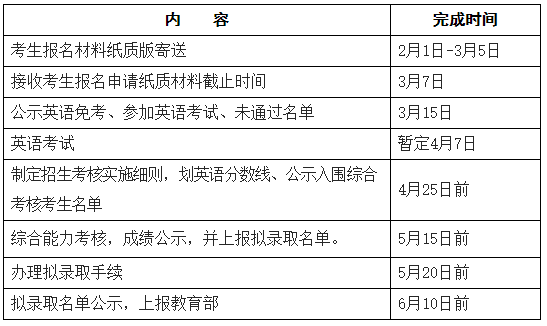 内 容 完成时间
考生报名材料纸质版寄送 2月1日-3月5日
接收考生报名申请纸质材料截止时间 3月7日
公示英语免考、参加英语考试、未通过名单 3月15日
英语考试 暂定4月7日
制定招生考核实施细则，划英语分数线、公示入围综合
考核考生名单 4月25日前
综合能力考核，成绩公示，并上报拟录取名单。 5月15日前
办理拟录取手续 5月20日前
拟录取名单公示，上报教育部 6月10日前